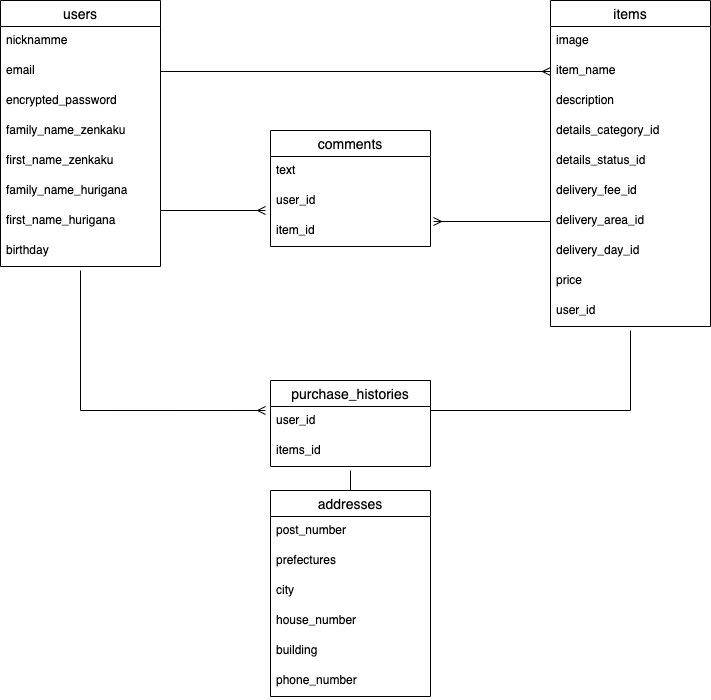 users
nicknamme
email
encrypted_password
family_name_zenkaku
first_name_zenkaku
family_name_hurigana
first_name_hurigana
birthday
items
image
item_name
description
details_category_id
details_status_id
delivery_fee_id
delivery_area_id
delivery_day_id
price
user_id
comments
text
user_id
item_id
purchase_histories
user_id
items_id
addresses
post_number
prefectures
city
house_number
building
phone_number